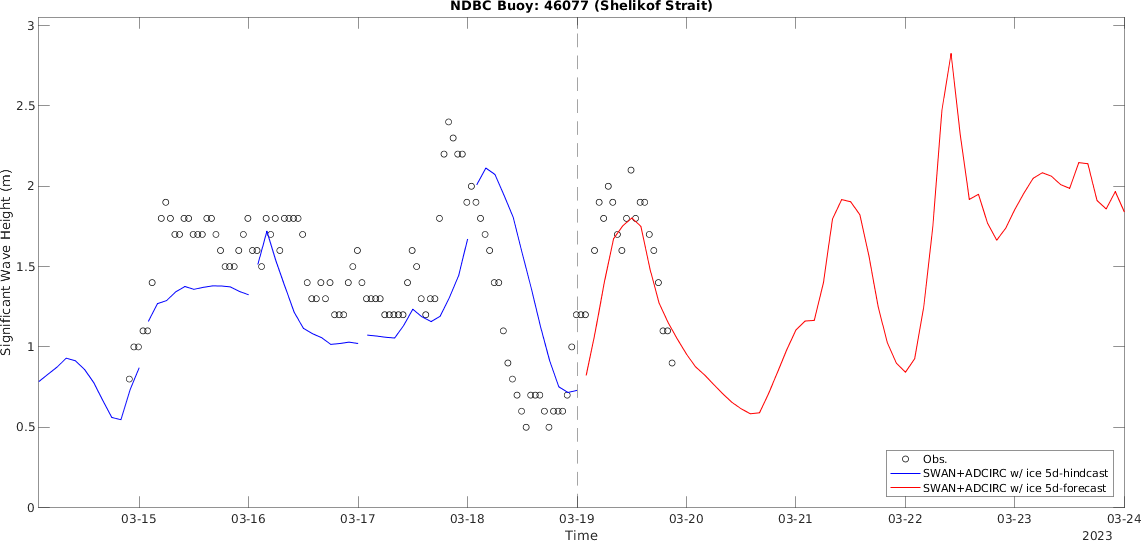 NDBC Buoy: 46077 (Shelikof Strait)
3
2.5
2
1.5
1
0.5
0
Significant Wave Height (m)
Obs.
SWAN+ADCIRC w/ ice 5d-hindcast
SWAN+ADCIRC w/ ice 5d-forecast
03-15 03-16 03-17 03-18 03-19 03-20 03-21 03-22 03-23 03-24
Time
2023